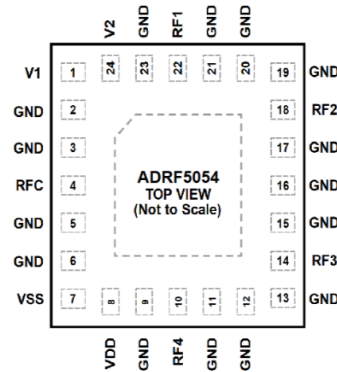 V2
GND
RF1
GND
GND
24
23
22
21
20
V1 1
19 GND
GND 2
18 RF2
GND 3
17 GND
RFC 4
16 GND
GND 5
15 GND
GND 6
14 RF3
VSS 7
13 GND
ADRF5054
TOP VIEW
(Not to Scale)
8
9
10
11
12
VDD
GND
RF4
GND
GND